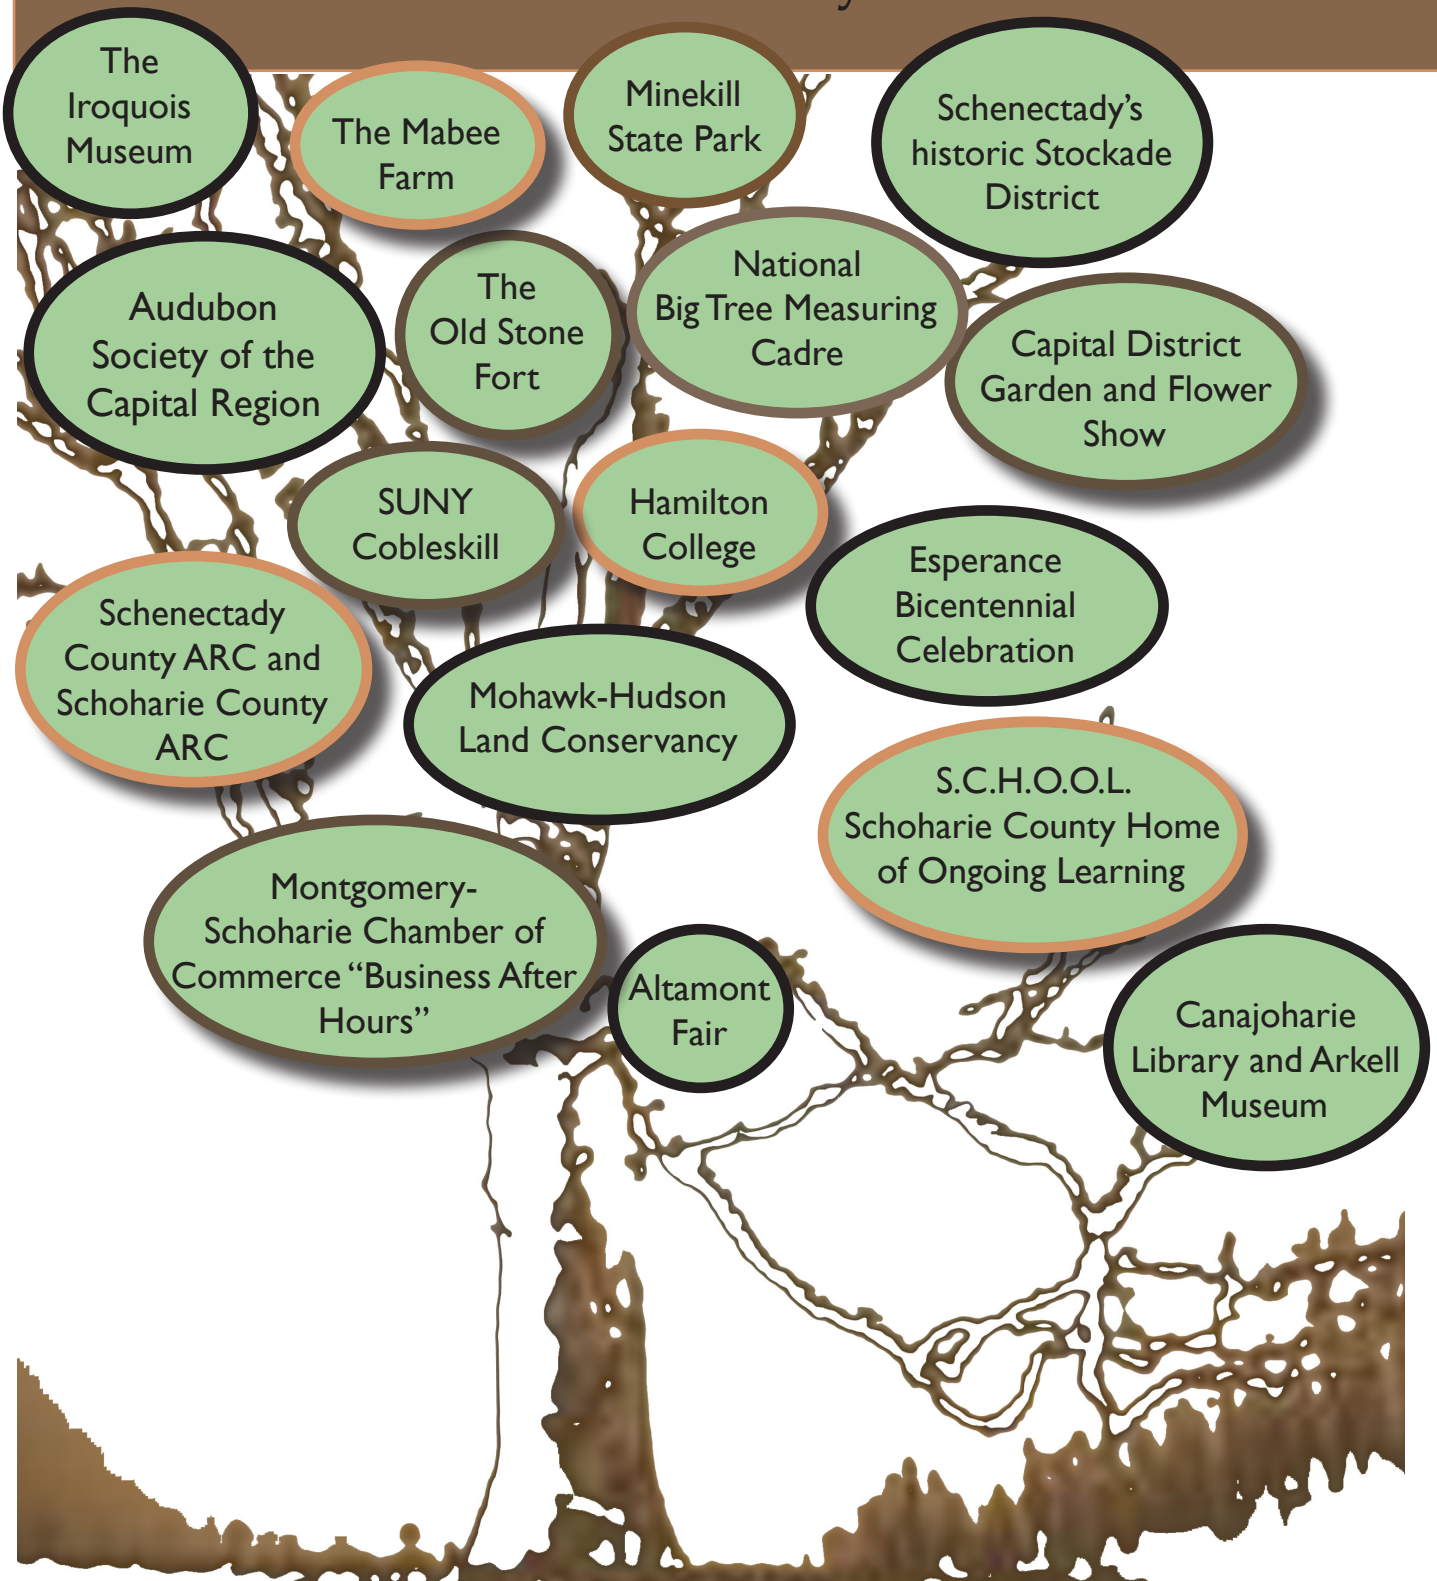 The
Iroquois
Museum
The Mabee
Farm
Minekill
State Park
Schenectady’s
historic Stockade
District
Audubon
Society of the
Capital Region
The
Old Stone
Fort
National
Big Tree Measuring
Cadre
Capital District
Garden and Flower
Show
SUNY
Cobleskill
Hamilton
College
Esperance
Bicentennial
Celebration
Schenectady
County ARC and
Schoharie County
ARC
Mohawk-Hudson
Land Conservancy
S.C.H.O.O.L.
Schoharie County Home
of Ongoing Learning
Montgomery-
Schoharie Chamber of
Commerce “Business After
Hours”
Altamont
Fair
Canajoharie
Library and Arkell
Museum